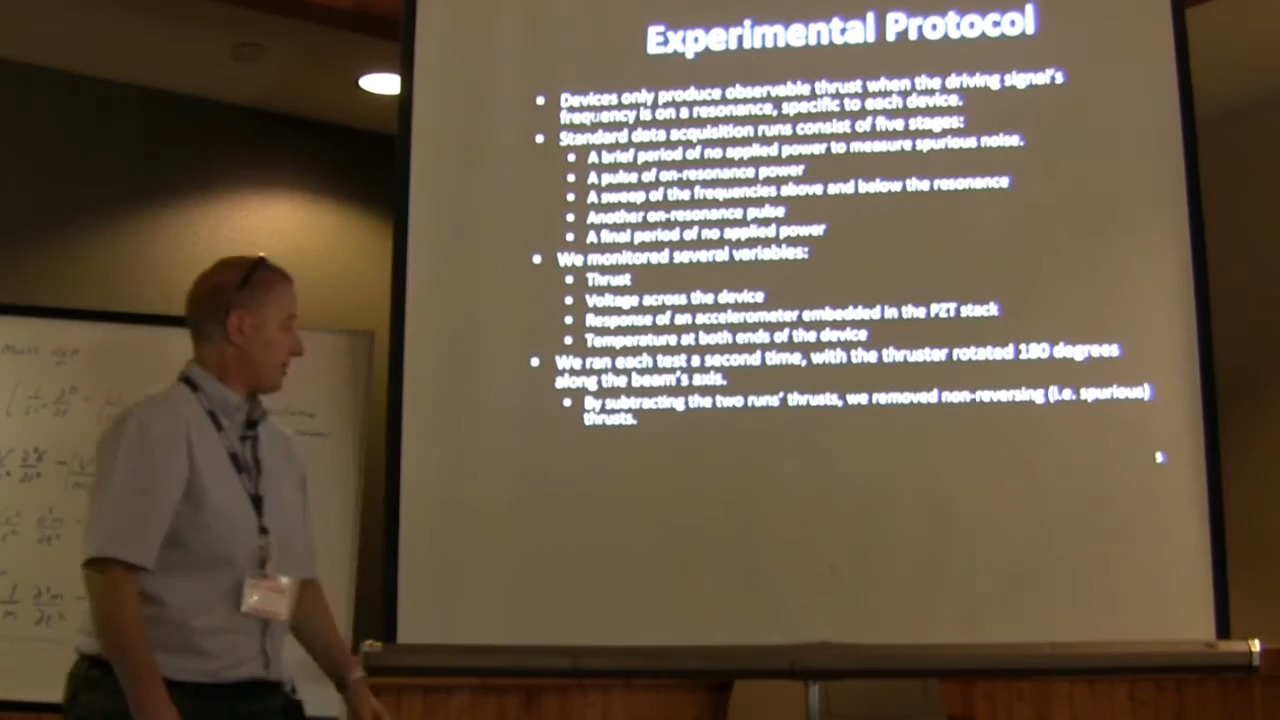 Experimental Protocol
Devices only produce observable thrust when the driving signal's
frequency is on a resonance, specific to each device.
Standard data acquisition runs consist of five stages:
A brief period of no applied power to measure spurious noise.
A pulse of on-resonance power
A sweep of the frequencies above and below the resonance
Another on-resonance pulse
A final period of no applied power
We monitored several variables:
Thrust
Voltage across the device
Response of an accelerometer embedded in the PZT stack
Temperature at both ends of the device
We ran each test a second time, with the thruster rotated 180 degrees
along the beam's axis.
By subtracting the two runs' thrusts, we removed non-reversing (i.e. spurious)
thrusts.